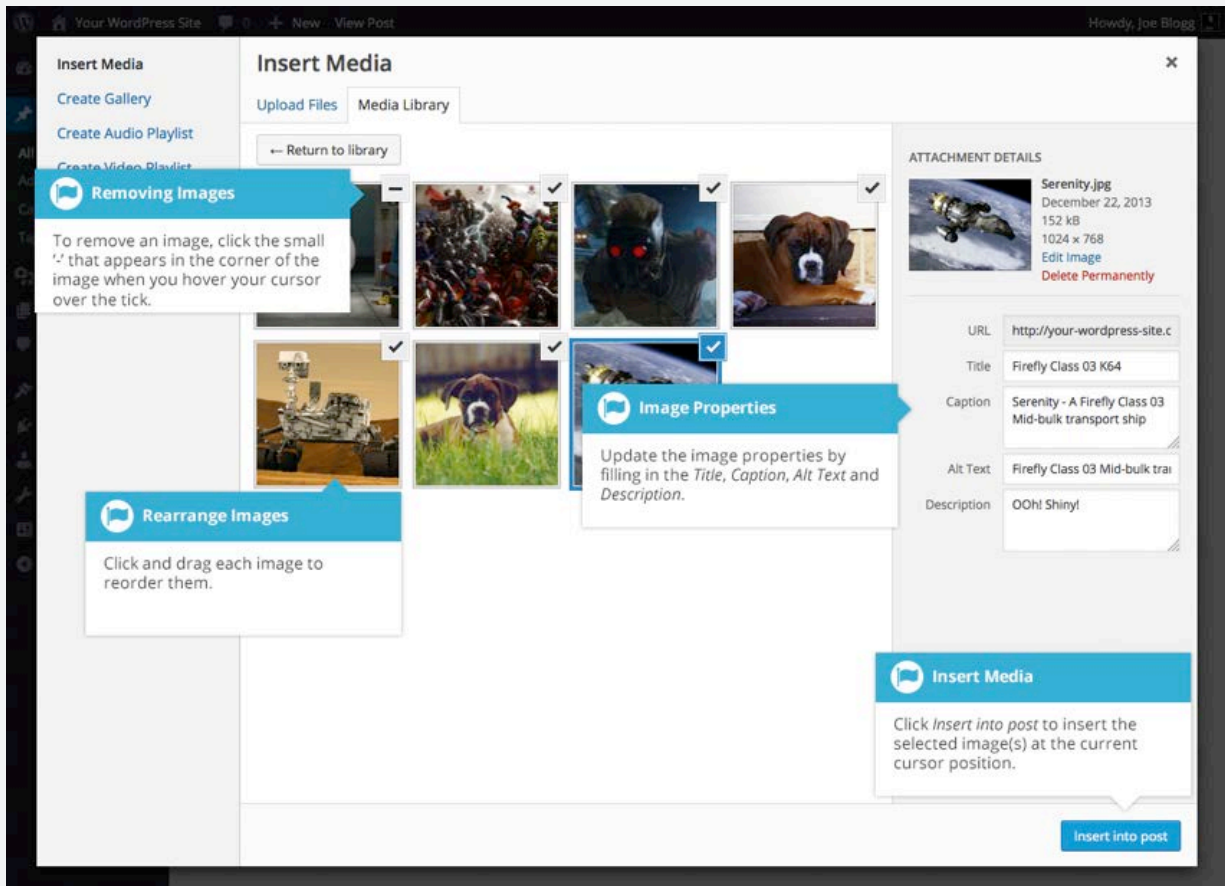 Your WordPress Site 0 New View Post
Howdy, Joe Blogg
Insert Media
Create Gallery
Create Audio Playlist
Create Video Playlist
Insert Media
Upload Files Media Library
← Return to library
Removing Images
To remove an image, click the small
‘-’ that appears in the corner of the
image when you hover your cursor
over the tick.
Rearrange Images
Click and drag each image to
reorder them.
Image Properties
Update the image properties by
filling in the Title, Caption, Alt Text and
Description.
ATTACHMENT DETAILS
Serenity.jpg
December 22, 2013
152 kB
1024 × 768
Edit Image
Delete Permanently
URL http://your-wordpress-site.c
Title Firefly Class 03 K64
Caption Serenity - A Firefly Class 03
Mid-bulk transport ship
Alt Text Firefly Class 03 Mid-bulk tra
Description OOh! Shiny!
Insert Media
Click Insert into post to insert the
selected image(s) at the current
cursor position.
Insert into post